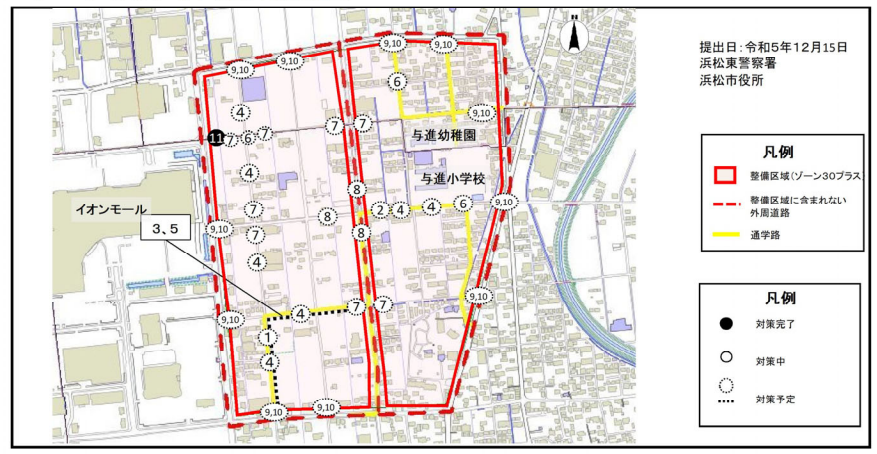 提出日：令和5年12月15日
浜松東警察署
浜松市役所
9,10
9,10
9,10
9,10
6
9,10
4
11
7
6
7
7
7
与進幼稚園
4
与進小学校
8
イオンモール
7
8
2
4
4
6
9,10
9,10
7
8
3、5
4
9,10
4
7
7
9,10
1
4
9,10
9,10
凡例
整備区域(ゾーン30プラス)
整備区域に含まれない
外周道路
通学路
凡例
対策完了
対策中
対策予定